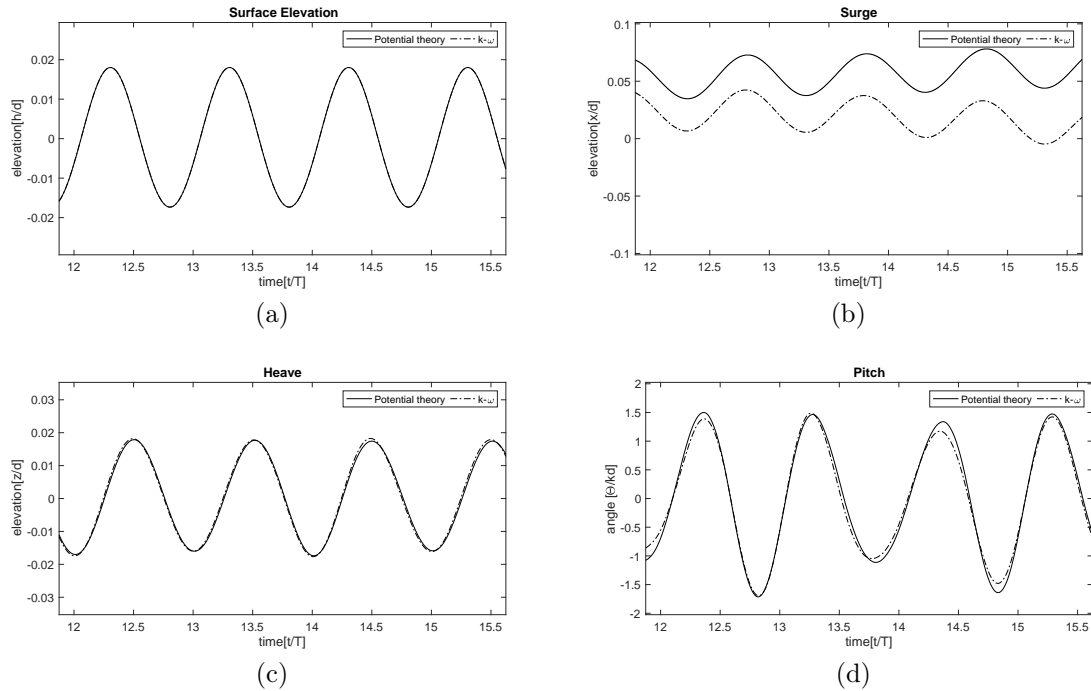 Surface Elevation
Potential theory k-ω
0.02
0.01
0
-0.01
-0.02
elevation[h/d]
12 12.5 13 13.5 14 14.5 15 15.5
time[t/T]
(a)
Surge
Potential theory k-ω
0.1
0.05
0
0.05
-0.1
elevation[x/d]
12 12.5 13 13.5 14 14.5 15 15.5
time[t/T]
(b)
Heave
Potential theory k-ω
0.03
0.02
0.01
0
-0.01
-0.02
-0.03
elevation[z/d]
12 12.5 13 13.5 14 14.5 15 15.5
time[t/T]
(c)
Pitch
Potential theory k-ω
2
1.5
1
0.5
0
-0.5
-1
-1.5
-2
angle [Θ/kd]
12 12.5 13 13.5 14 14.5 15 15.5
time[t/T]
(d)